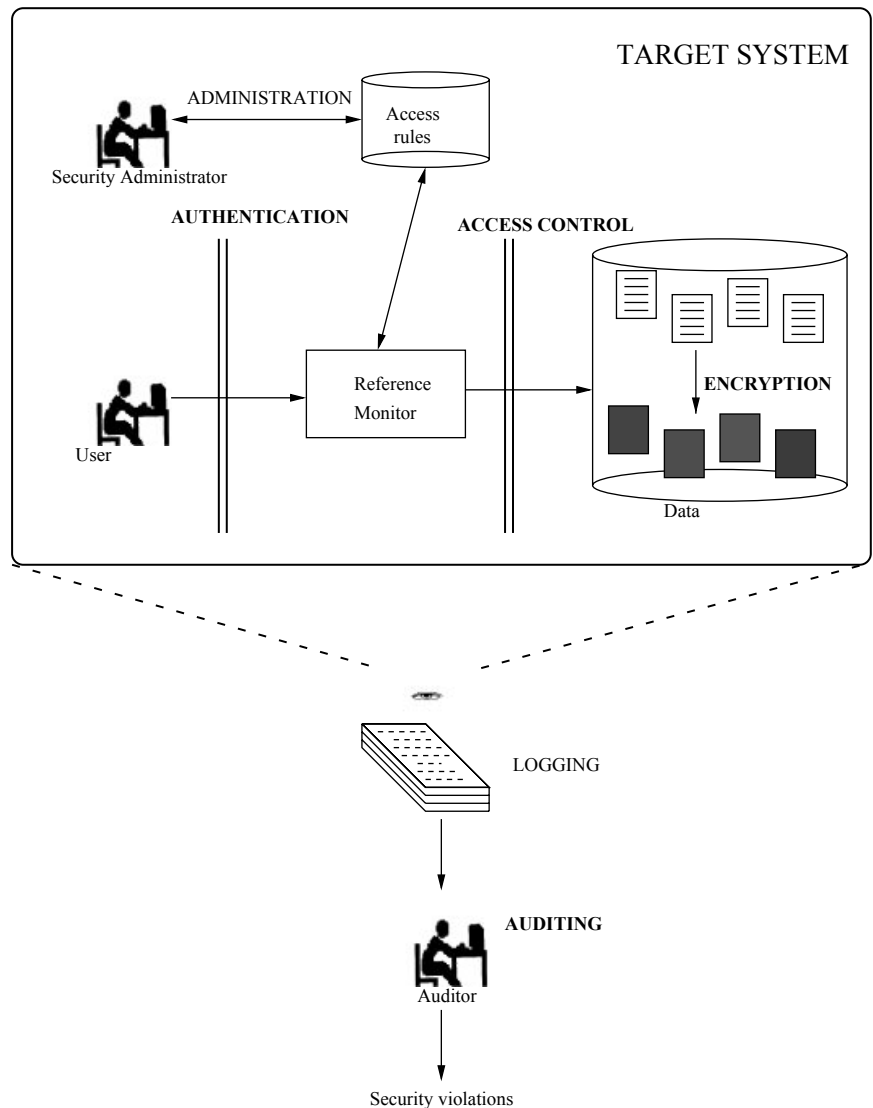 TARGET SYSTEM
ADMINISTRATION
Access
rules
Security Administrator
AUTHENTICATION
ACCESS CONTROL
Reference
Monitor
ENCRYPTION
User
Data
LOGGING
AUDITING
Auditor
Security violations